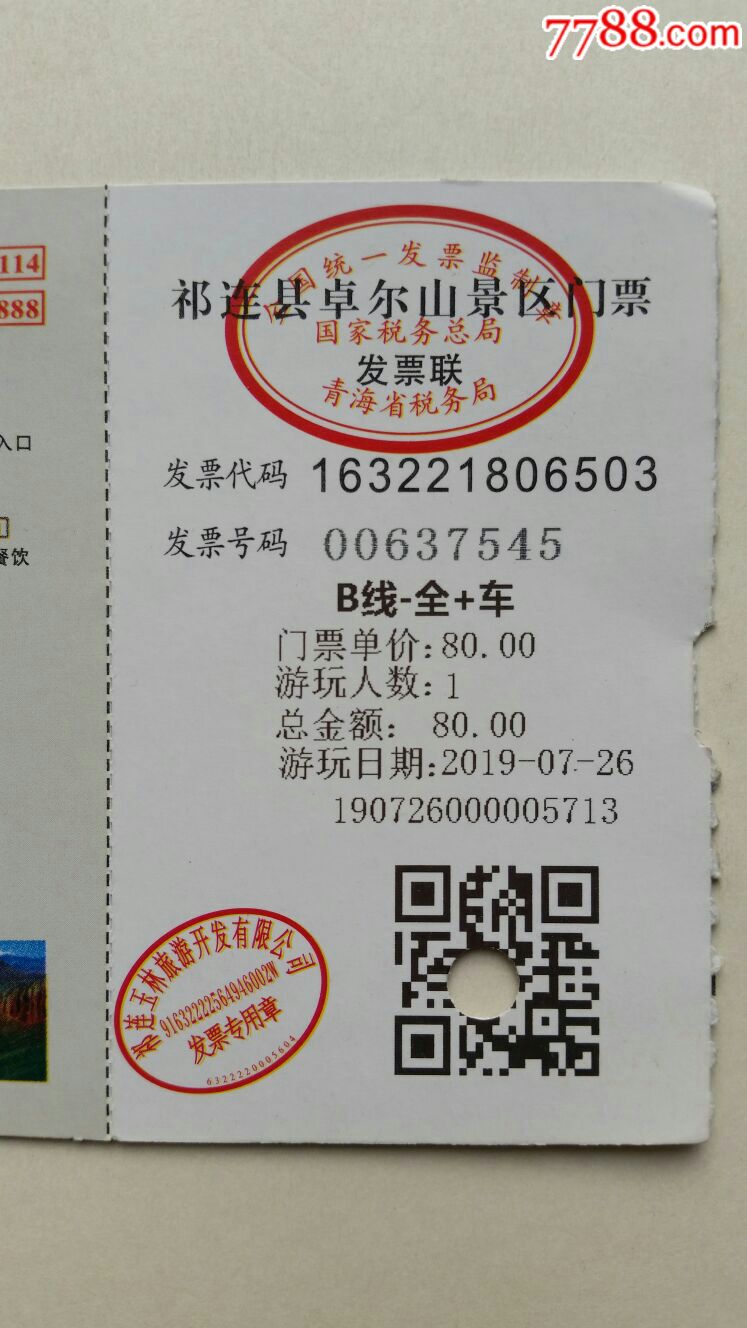 7788.com
114
888
入口
餐饮
全国统一发票监制章
祁连县卓尔山景区门票
国家税务总局
发票联
青海省税务局
发票代码 163221806503
发票号码 00637545
B线-全+车
门票单价:80.00
游玩人数:1
总金额: 80.00
游玩日期:2019-07-26
190726000005713
祁连玉林旅游开发有限公司
91632222564946002W
发票专用章
6322220005604